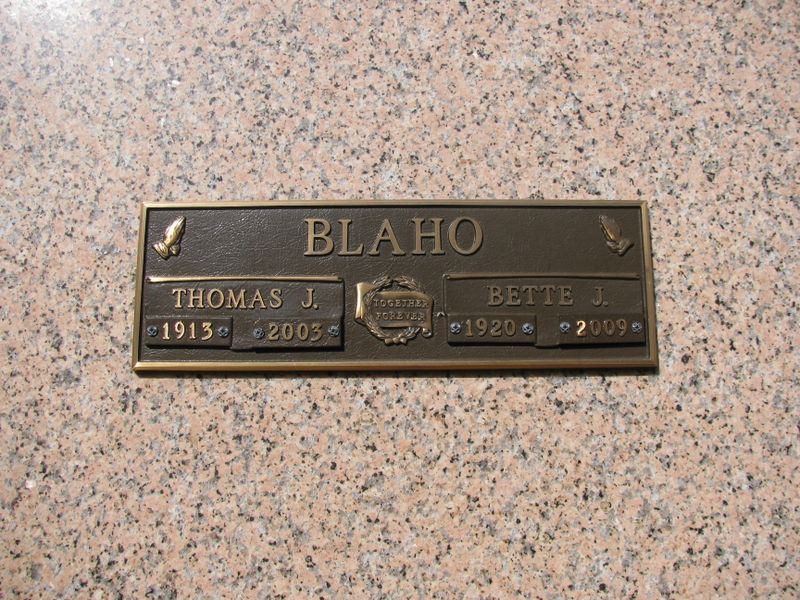 BLAHO
THOMAS J.
1913 2003
TOGETHER
FOREVER
BETTE J.
1920 2009